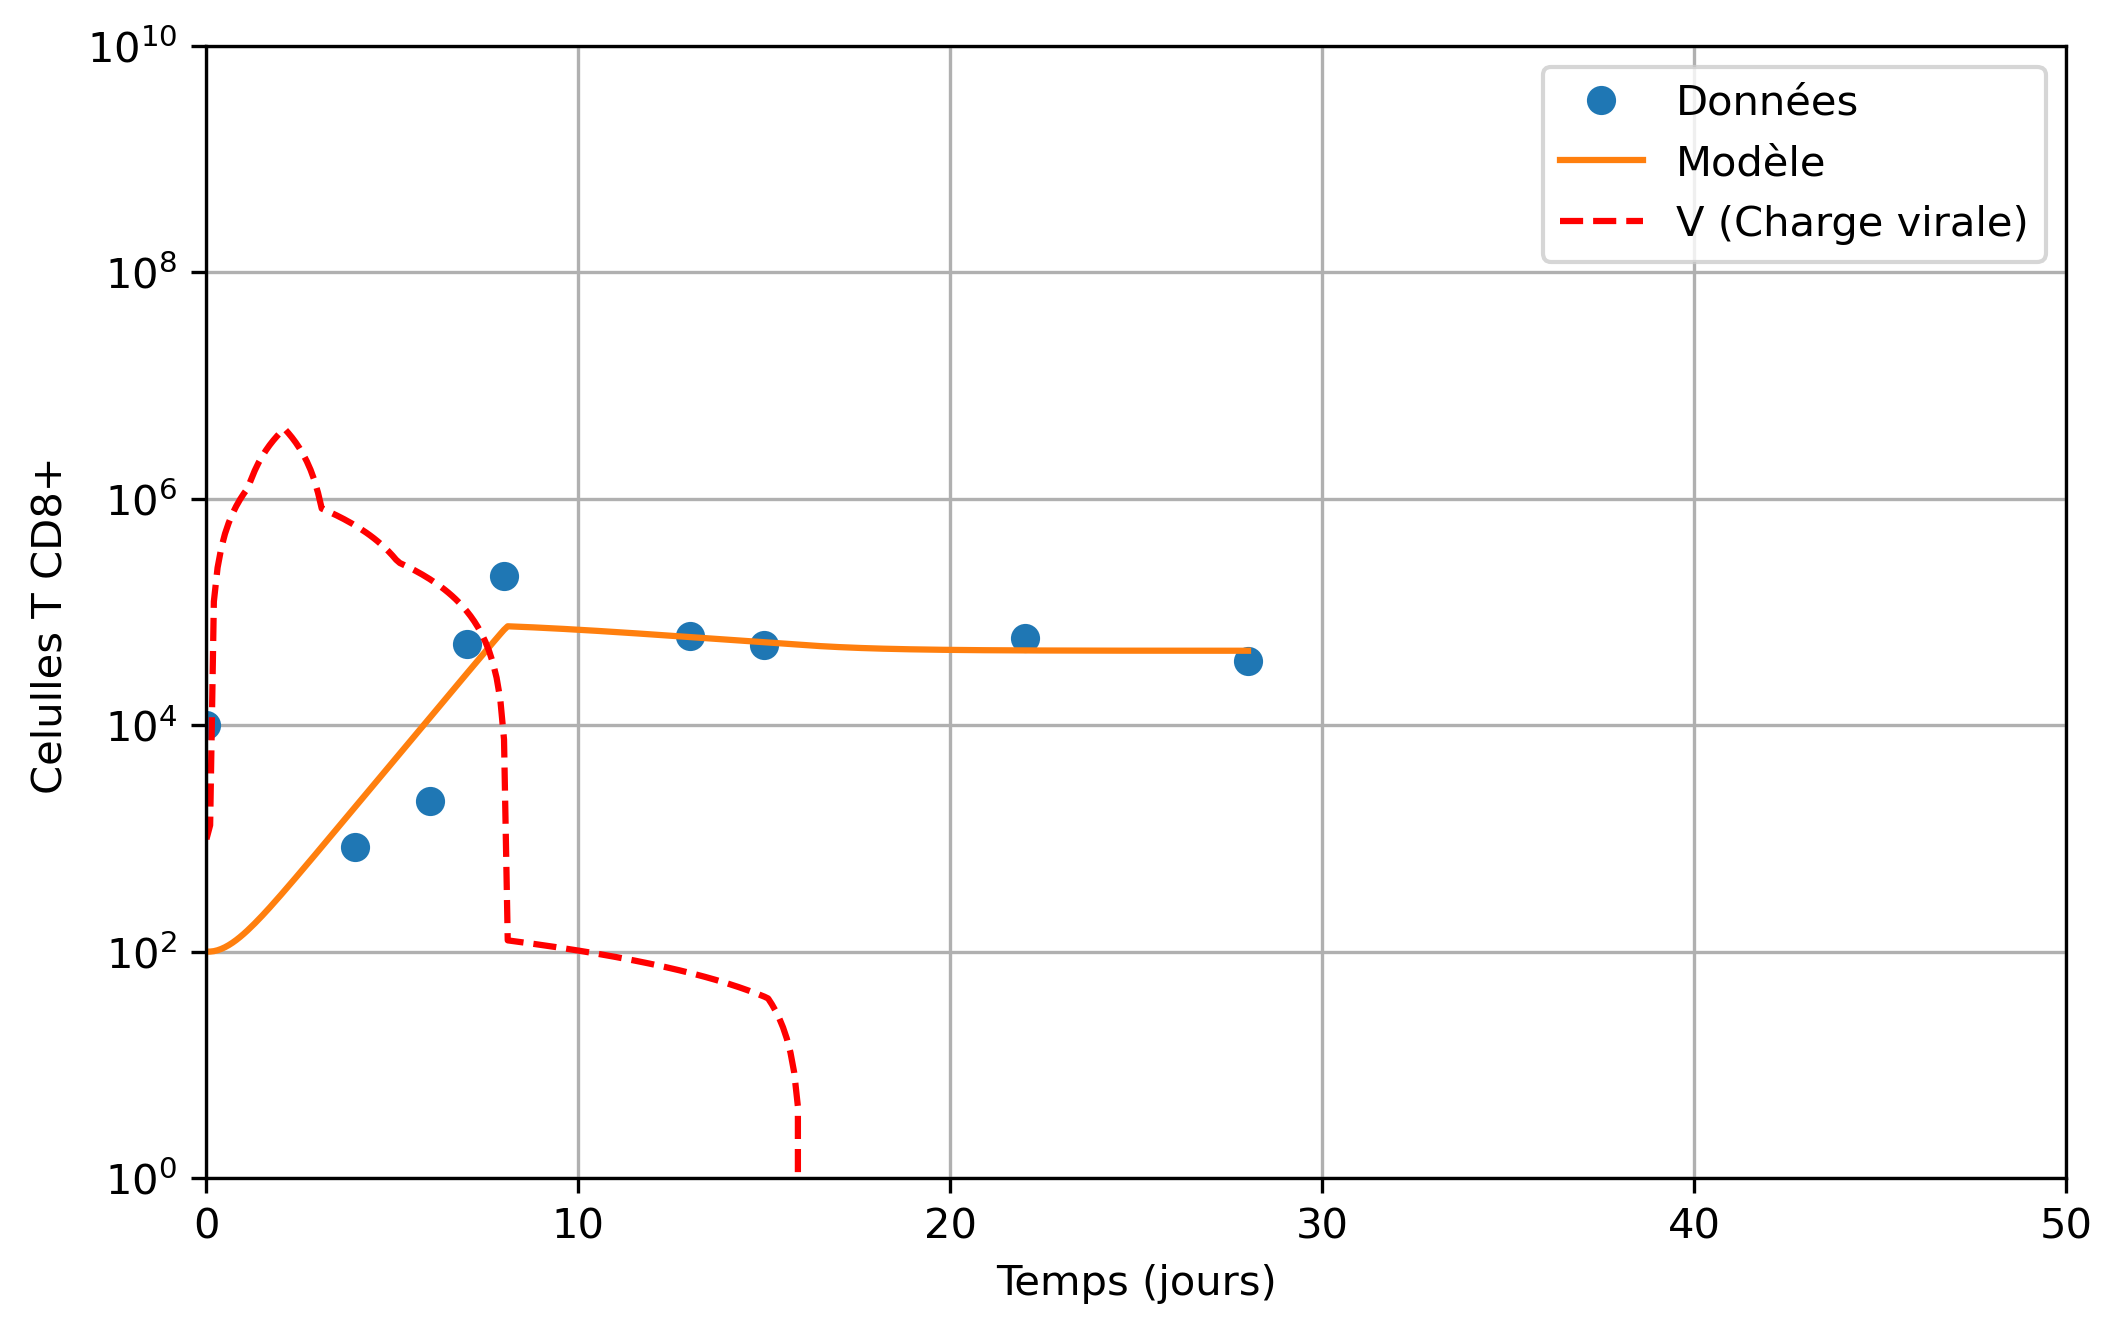 10^10
10^8
10^6
10^4
10^2
10^0
Celulles T CD8+
Données
Modèle
V (Charge virale)
0 10 20 30 40 50
Temps (jours)